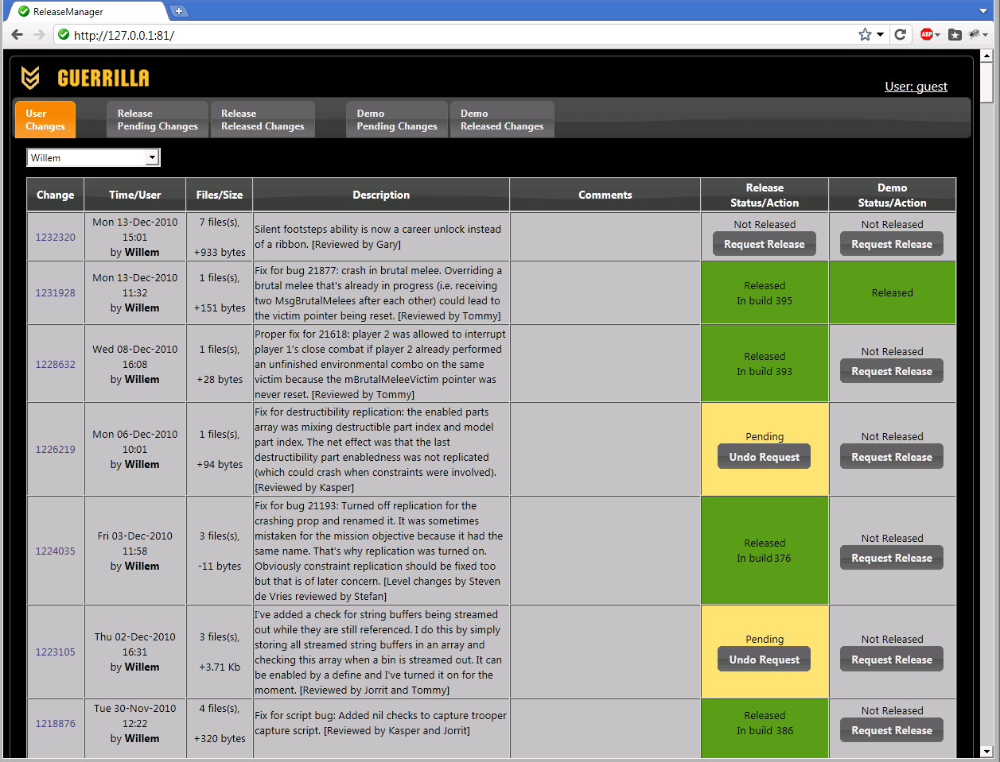 ReleaseManager
http://127.0.0.1:81/
ABP
GUERRILLA
User: guest
User
Changes
Release
Pending Changes
Release
Released Changes
Demo
Pending Changes
Demo
Released Changes
Willem
Change
Time/User
Files/Size
Description
Comments
Release
Status/Action
Demo
Status/Action
1232320
Mon 13-Dec-2010
15:01
by Willem
7 files(s),
+933 bytes
Silent footsteps ability is now a career unlock instead
of a ribbon. [Reviewed by Gary]
Not Released
Request Release
Not Released
Request Release
1231928
Mon 13-Dec-2010
11:32
by Willem
1 files(s),
+151 bytes
Fix for bug 21877: crash in brutal melee. Overriding a
brutal melee that's already in progress (i.e. receiving
two MsgBrutalMelees after each other) could lead to
the victim pointer being reset. [Reviewed by Tommy]
Released
In build 395
Released
1228632
Wed 08-Dec-2010
16:08
by Willem
1 files(s),
+28 bytes
Proper fix for 21618: player 2 was allowed to interrupt
player 1's close combat if player 2 already performed
an unfinished environmental combo on the same
victim because the mBrutalMeleeVictim pointer was
never reset. [Reviewed by Tommy]
Released
In build 393
Not Released
Request Release
1226219
Mon 06-Dec-2010
10:01
by Willem
1 files(s),
+94 bytes
Fix for destructibility replication: the enabled parts
array was mixing destructible part index and model
part index. The net effect was that the last
destructibility part enabledness was not replicated
(which could crash when constraints were involved).
[Reviewed by Kasper]
Pending
Undo Request
Not Released
Request Release
1224035
Fri 03-Dec-2010
11:58
by Willem
3 files(s),
-11 bytes
Fix for bug 21193: Turned off replication for the
crashing prop and renamed it. It was sometimes
mistaken for the mission objective because it had the
same name. That's why replication was turned on.
Obviously constraint replication should be fixed too
but that is of later concern. [Level changes by Steven
de Vries reviewed by Stefan]
Released
In build 376
Not Released
Request Release
1223105
Thu 02-Dec-2010
16:31
by Willem
3 files(s),
+3.71 Kb
I've added a check for string buffers being streamed
out while they are still referenced. I do this by simply
storing all streamed string buffers in an array and
checking this array when a bin is streamed out. It can
be enabled by a define and I've turned it on for the
moment. [Reviewed by Jorrit and Tommy]
Pending
Undo Request
Not Released
Request Release
1218876
Tue 30-Nov-2010
12:22
by Willem
4 files(s),
+320 bytes
Fix for script bug: Added nil checks to capture trooper
capture script. [Reviewed by Kasper and Jorrit]
Released
In build 386
Not Released
Request Release